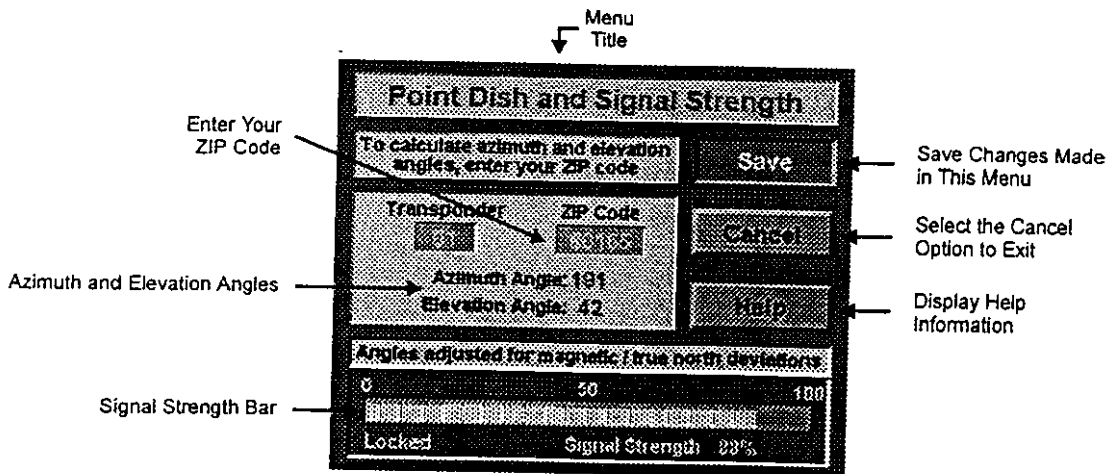 Menu
Title
Point Dish and Signal Strength
Enter Your
ZIP Code
To calculate azimuth and elevation
angles, enter your ZIP code
Save
Save Changes Made
in This Menu
Transponder ZIP Code
Cancel
Select the Cancel
Option to Exit
Azimuth and Elevation Angles
Azimuth Angle: 191
Elevation Angle: 42
Help
Display Help
Information
Angles adjusted for magnetic / true north deviations
0 50 100
Signal Strength Bar
Locked Signal Strength 88%